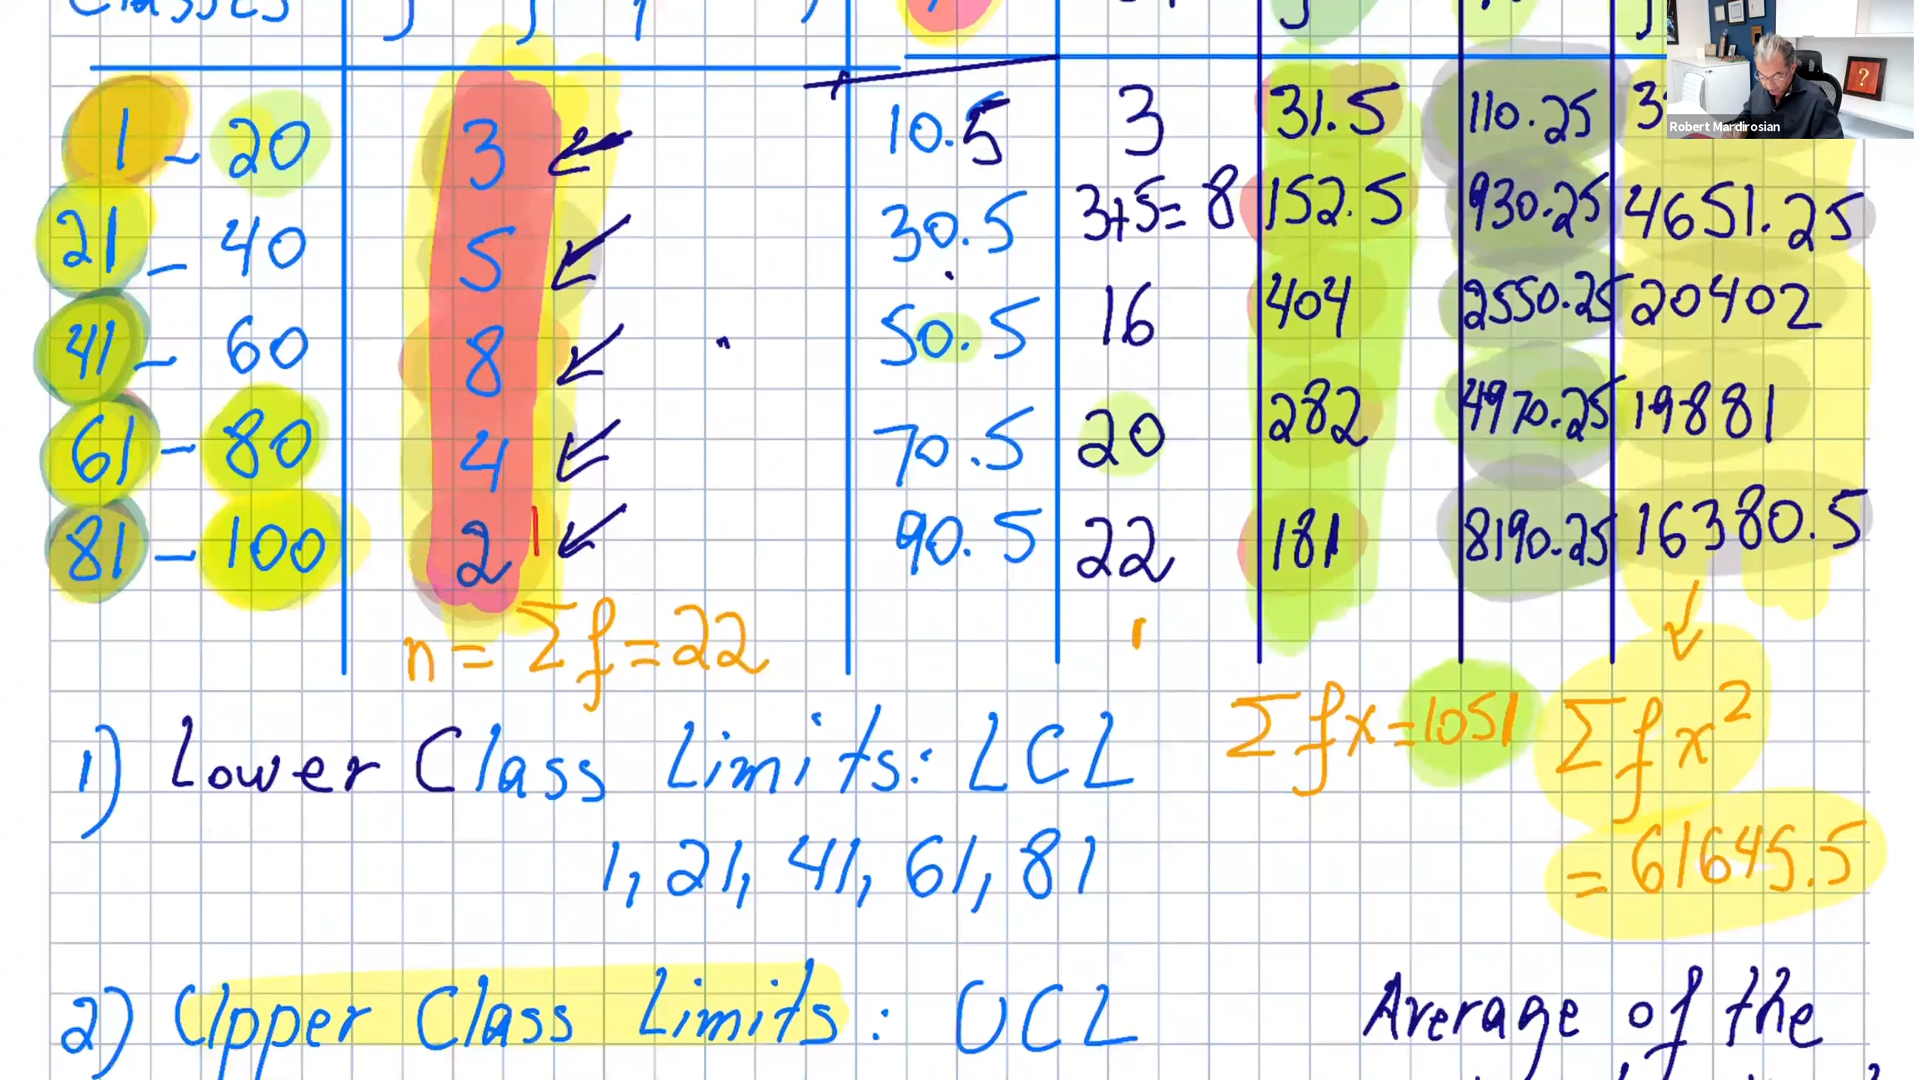 Classes
Robert Mardirosian
1 - 20 3 10.5 3 31.5 110.25
21 - 40 5 30.5 3+5=8 152.5 930.25 4651.25
41 - 60 8 50.5 16 404 2550.25 20402
61 - 80 4 70.5 20 282 4970.25 19881
81 - 100 2 90.5 22 181 8190.25 16380.5
n = Σf = 22
Σfx = 1051 Σfx²
= 61645.5
1) Lower Class Limits: LCL
1, 21, 41, 61, 81
2) Upper Class Limits: UCL
Average of the